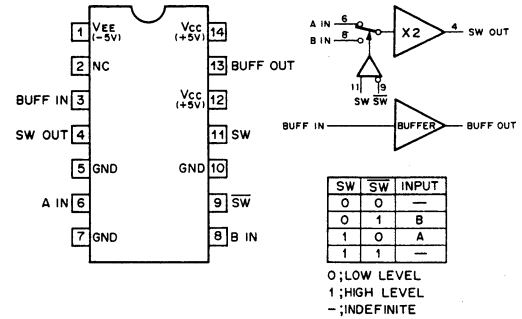 1 VEE (-5V)
VCC (+5V) 14
2 NC
13 BUFF OUT
BUFF IN 3
VCC (+5V) 12
SW OUT 4
11 SW
5 GND
GND 10
A IN 6
9 S̅W̅
7 GND
8 B IN
A IN 6
B IN 8
X2
4 SW OUT
11 9
SW S̅W̅
BUFF IN
BUFFER
BUFF OUT
SW S̅W̅ INPUT
0 0 —
0 1 B
1 0 A
1 1 —
0 ; LOW LEVEL
1 ; HIGH LEVEL
– ; INDEFINITE